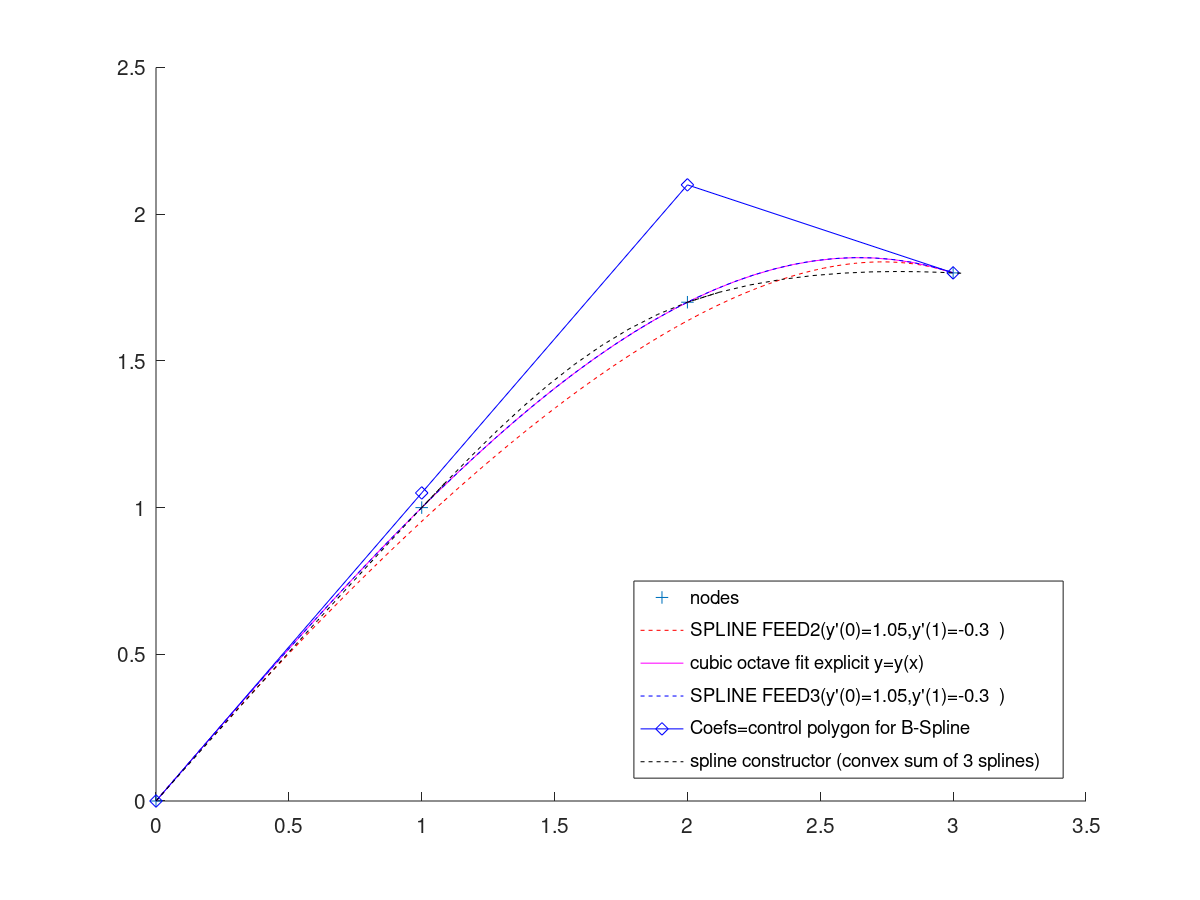 2.5
2
1.5
1
0.5
0
0 0.5 1 1.5 2 2.5 3 3.5
nodes
SPLINE FEED2(y'(0)=1.05,y'(1)=-0.3  )
cubic octave fit explicit y=y(x)
SPLINE FEED3(y'(0)=1.05,y'(1)=-0.3  )
Coefs=control polygon for B-Spline
spline constructor (convex sum of 3 splines)